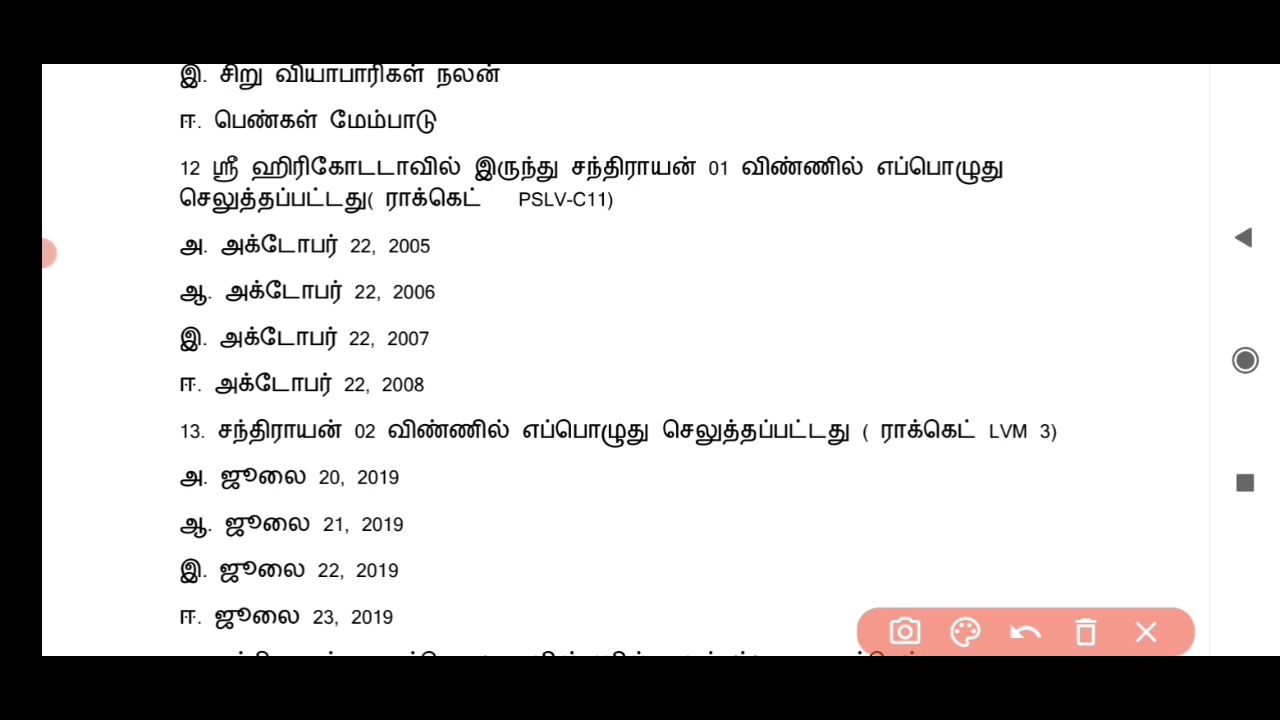 இ. சிறு வியாபாரிகள் நலன்
ஈ. பெண்கள் மேம்பாடு
12 ஸ்ரீ ஹிரிகோடடாவில் இருந்து சந்திராயன் 01 விண்ணில் எப்பொழுது
செலுத்தப்பட்டது( ராக்கெட் PSLV-C11)
அ. அக்டோபர் 22, 2005
ஆ. அக்டோபர் 22, 2006
இ. அக்டோபர் 22, 2007
ஈ. அக்டோபர் 22, 2008
13. சந்திராயன் 02 விண்ணில் எப்பொழுது செலுத்தப்பட்டது ( ராக்கெட் LVM 3)
அ. ஜூலை 20, 2019
ஆ. ஜூலை 21, 2019
இ. ஜூலை 22, 2019
ஈ. ஜூலை 23, 2019